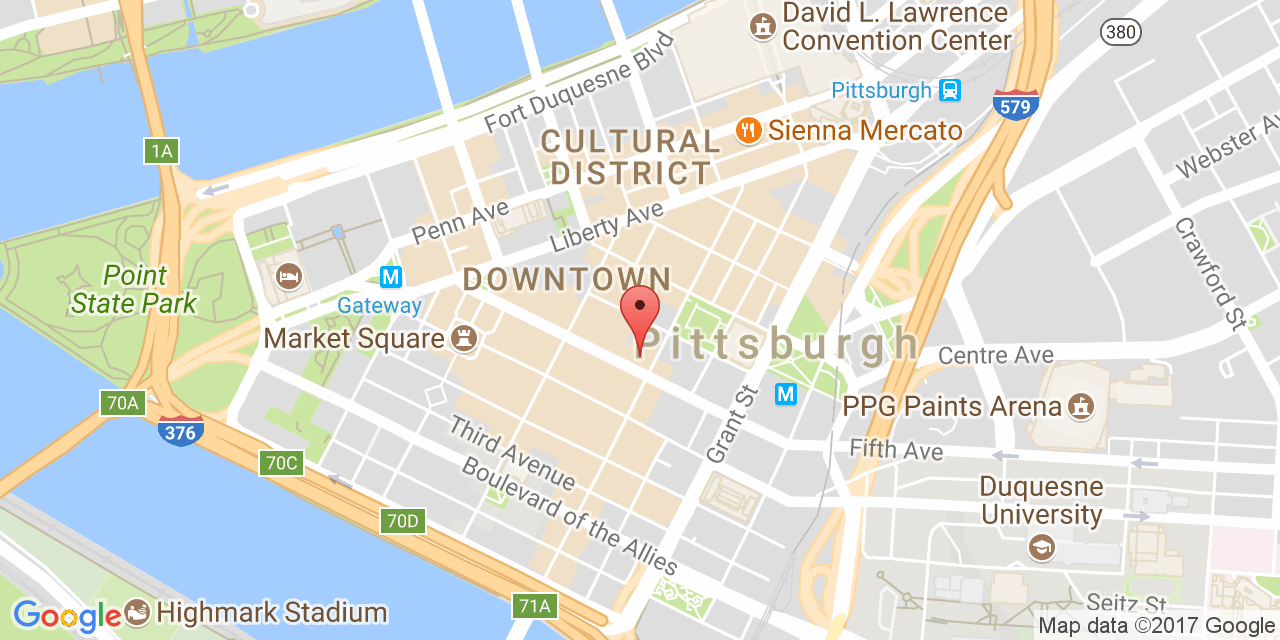 David L. Lawrence
Convention Center
380
Fort Duquesne Blvd
Pittsburgh
579
Sienna Mercato
CULTURAL
DISTRICT
1A
Webster Av
Penn Ave
Liberty Ave
Crawford St
Point
State Park
M
Gateway
DOWNTOWN
Market Square
Pittsburgh
Centre Ave
M
PPG Paints Arena
70A
376
Grant St
Fifth Ave
70C
Third Avenue
Boulevard of the Allies
Duquesne
University
70D
71A
Google
Highmark Stadium
Seitz St
Map data ©2017 Google